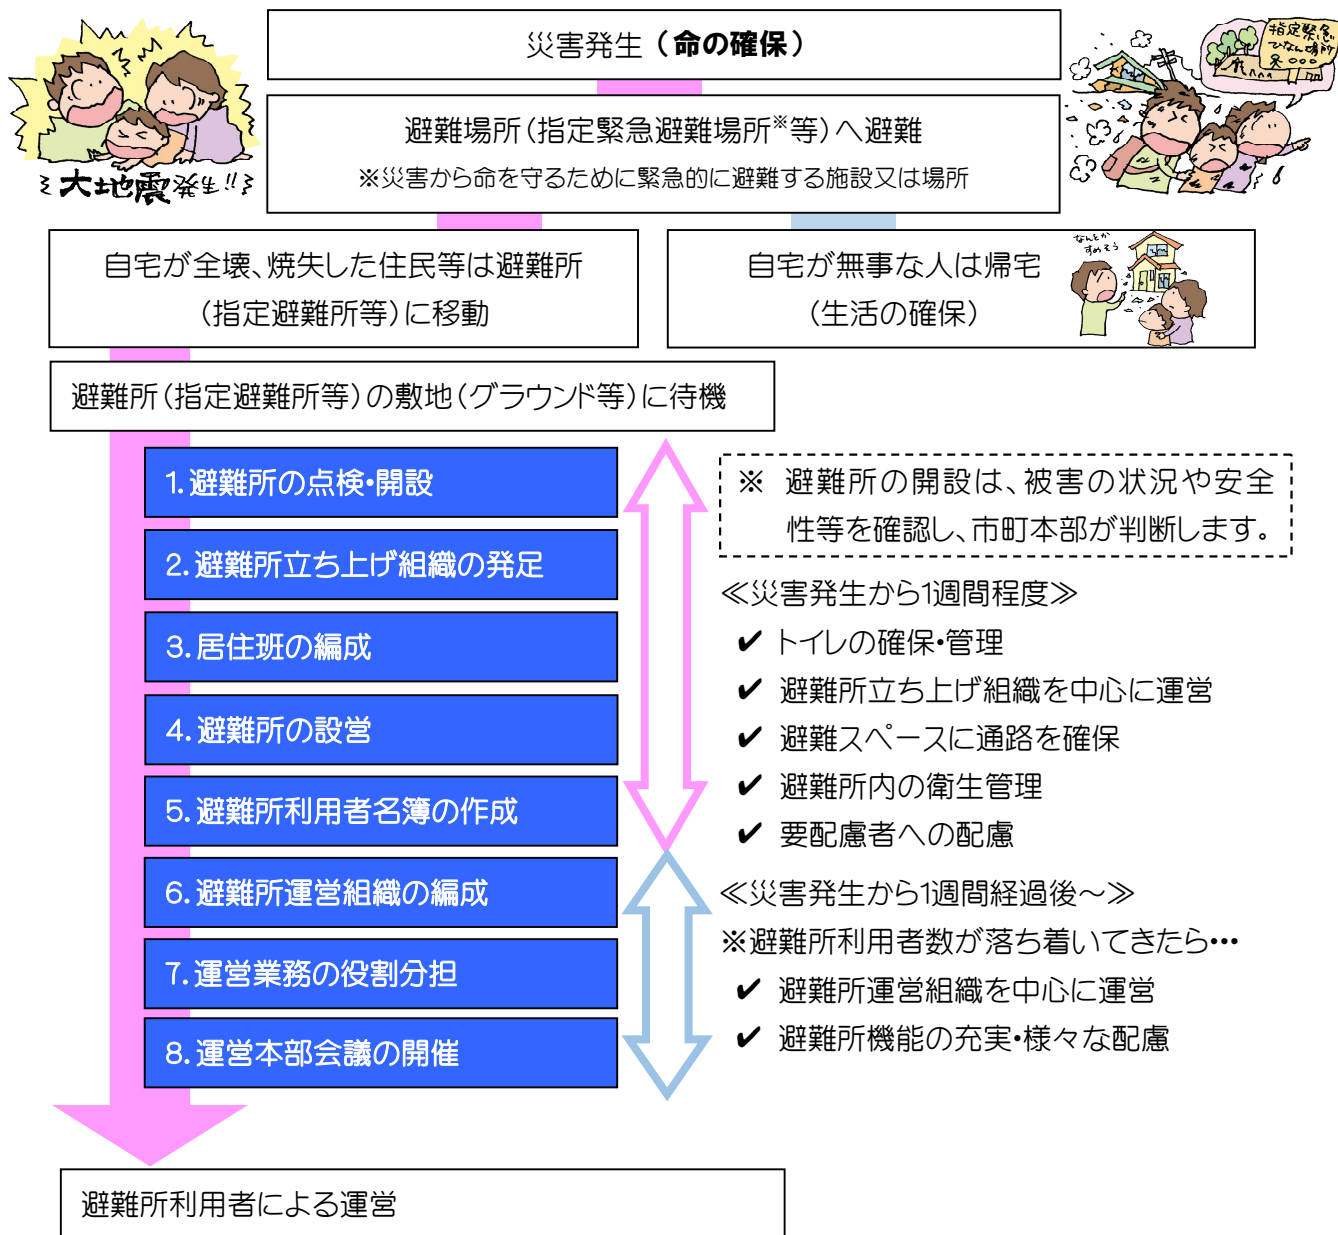 災害発生（命の確保）
大地震発生!!
指定緊急
ひなん場所
避難場所（指定緊急避難場所※等）へ避難
※災害から命を守るために緊急的に避難する施設又は場所
自宅が全壊、焼失した住民等は避難所
（指定避難所等）に移動
自宅が無事な人は帰宅
（生活の確保）
なんとか
すめそう
避難所（指定避難所等）の敷地（グラウンド等）に待機
1.避難所の点検・開設
2.避難所立ち上げ組織の発足
3.居住班の編成
4.避難所の設営
5.避難所利用者名簿の作成
6.避難所運営組織の編成
7.運営業務の役割分担
8.運営本部会議の開催
※ 避難所の開設は、被害の状況や安全
性等を確認し、市町本部が判断します。
≪災害発生から1週間程度≫
✔ トイレの確保・管理
✔ 避難所立ち上げ組織を中心に運営
✔ 避難スペースに通路を確保
✔ 避難所内の衛生管理
✔ 要配慮者への配慮
≪災害発生から1週間経過後～≫
※避難所利用者数が落ち着いてきたら・・・
✔ 避難所運営組織を中心に運営
✔ 避難所機能の充実・様々な配慮
避難所利用者による運営